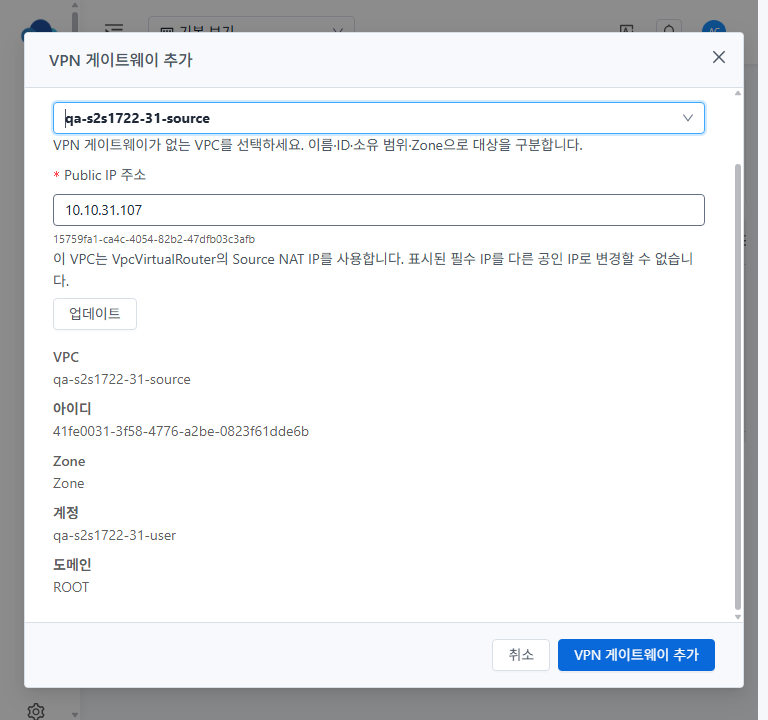 기본 보기
VPN 게이트웨이 추가
qa-s2s1722-31-source
VPN 게이트웨이가 없는 VPC를 선택하세요. 이름·ID·소유 범위·Zone으로 대상을 구분합니다.
* Public IP 주소
10.10.31.107
15759fa1-ca4c-4054-82b2-47dfb03c3afb
이 VPC는 VpcVirtualRouter의 Source NAT IP를 사용합니다. 표시된 필수 IP를 다른 공인 IP로 변경할 수 없습니
다.
업데이트
VPC
qa-s2s1722-31-source
아이디
41fe0031-3f58-4776-a2be-0823f61dde6b
Zone
Zone
계정
qa-s2s1722-31-user
도메인
ROOT
취소
VPN 게이트웨이 추가